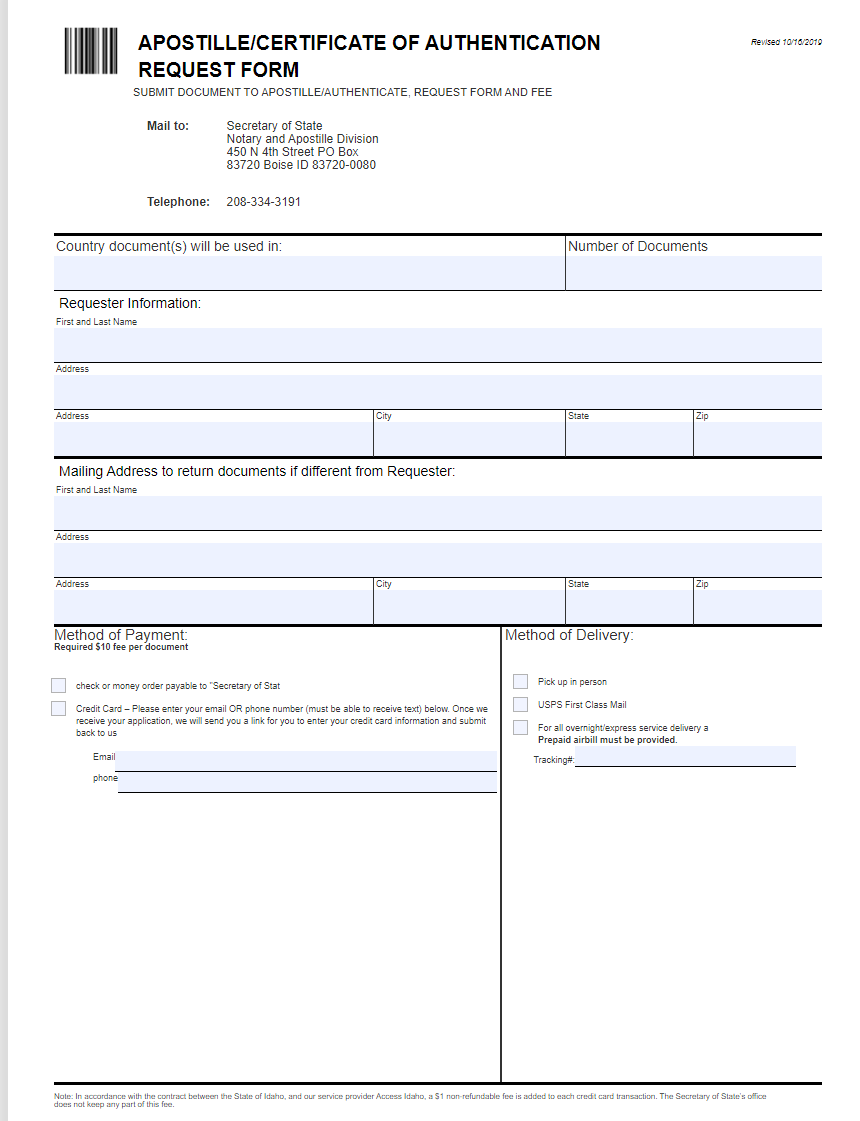 APOSTILLE/CERTIFICATE OF AUTHENTICATION
REQUEST FORM
Revised 10/16/2019
SUBMIT DOCUMENT TO APOSTILLE/AUTHENTICATE, REQUEST FORM AND FEE
Mail to: Secretary of State
Notary and Apostille Division
450 N 4th Street PO Box
83720 Boise ID 83720-0080
Telephone: 208-334-3191
Country document(s) will be used in: Number of Documents
Requester Information:
First and Last Name
Address
Address City State Zip
Mailing Address to return documents if different from Requester:
First and Last Name
Address
Address City State Zip
Method of Payment:
Required $10 fee per document
check or money order payable to "Secretary of Stat
Credit Card – Please enter your email OR phone number (must be able to receive text) below. Once we
receive your application, we will send you a link for you to enter your credit card information and submit
back to us
Email
phone
Method of Delivery:
Pick up in person
USPS First Class Mail
For all overnight/express service delivery a
Prepaid airbill must be provided.
Tracking#:
Note: In accordance with the contract between the State of Idaho, and our service provider Access Idaho, a $1 non-refundable fee is added to each credit card transaction. The Secretary of State's office
does not keep any part of this fee.